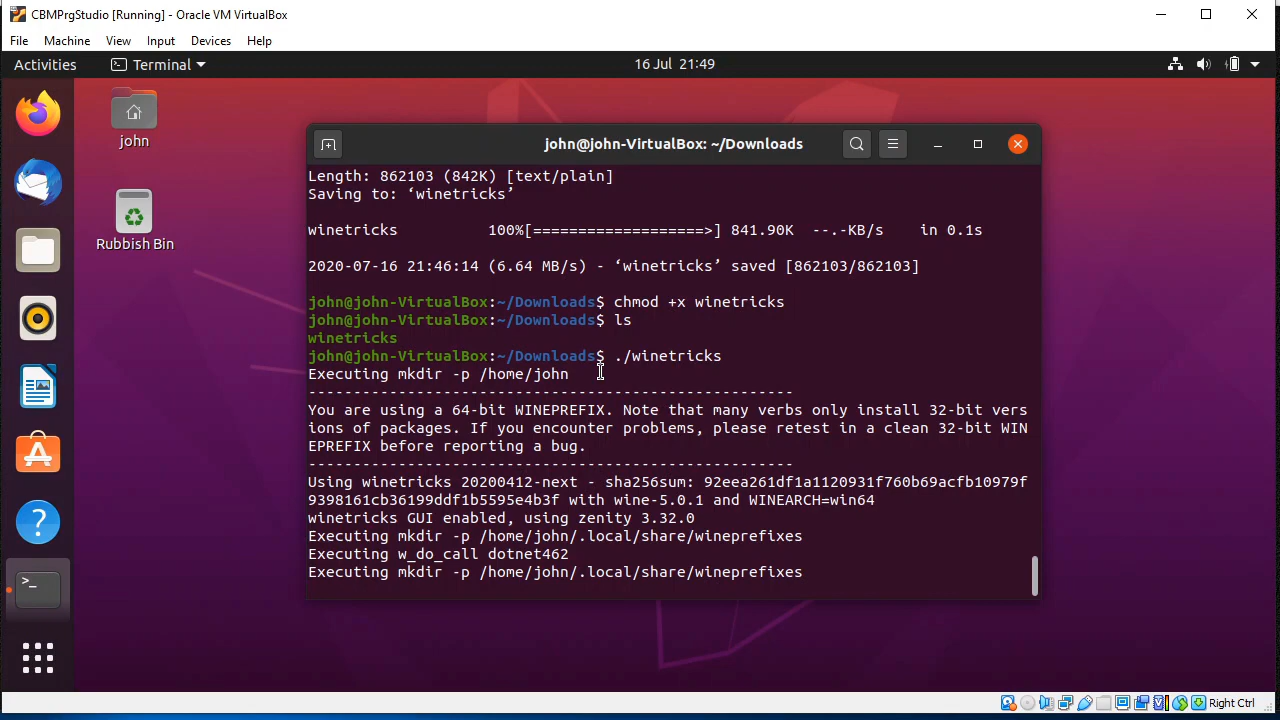 CBMPrgStudio [Running] - Oracle VM VirtualBox
File Machine View Input Devices Help
Activities Terminal 16 Jul 21:49
john
Rubbish Bin
john@john-VirtualBox: ~/Downloads
Length: 862103 (842K) [text/plain]
Saving to: ‘winetricks’
winetricks 100%[===================>] 841.90K --.-KB/s in 0.1s
2020-07-16 21:46:14 (6.64 MB/s) - ‘winetricks’ saved [862103/862103]
john@john-VirtualBox:~/Downloads$ chmod +x winetricks
john@john-VirtualBox:~/Downloads$ ls
winetricks
john@john-VirtualBox:~/Downloads$ ./winetricks
Executing mkdir -p /home/john
------------------------------------------------------
You are using a 64-bit WINEPREFIX. Note that many verbs only install 32-bit vers
ions of packages. If you encounter problems, please retest in a clean 32-bit WIN
EPREFIX before reporting a bug.
------------------------------------------------------
Using winetricks 20200412-next - sha256sum: 92eea261df1a1120931f760b69acfb10979f
9398161cb36199ddf1b5595e4b3f with wine-5.0.1 and WINEARCH=win64
winetricks GUI enabled, using zenity 3.32.0
Executing mkdir -p /home/john/.local/share/wineprefixes
Executing w_do_call dotnet462
Executing mkdir -p /home/john/.local/share/wineprefixes
Right Ctrl